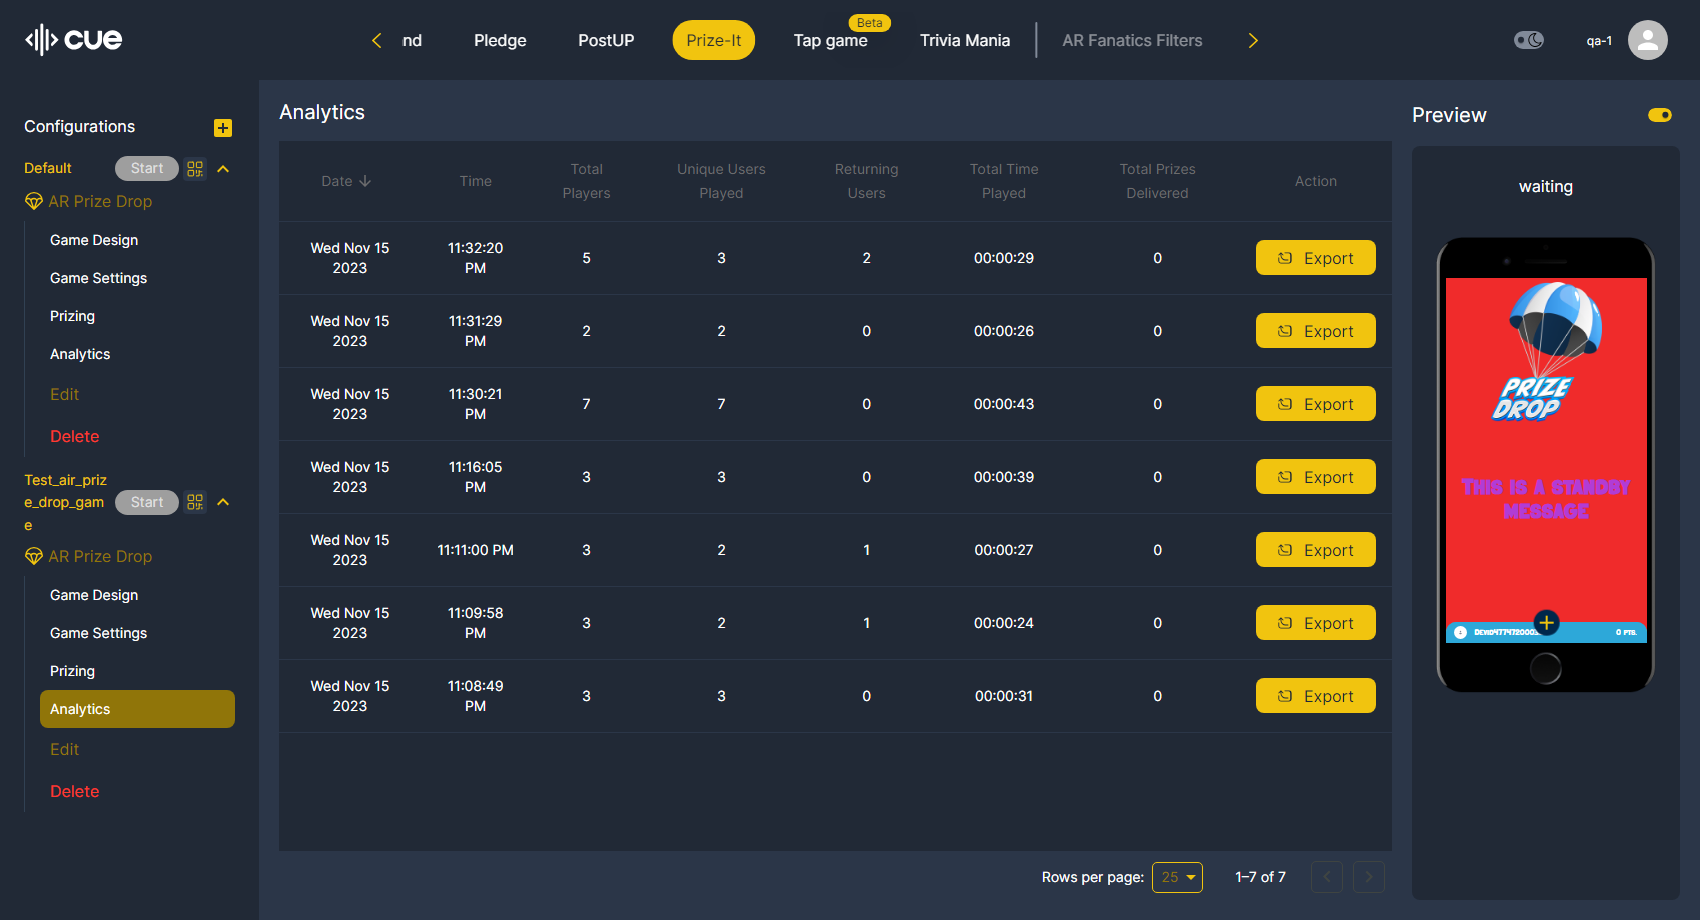 cue
nd
Pledge
PostUP
Prize-It
Beta
Tap game
Trivia Mania
AR Fanatics Filters
qa-1
Configurations
Default
Start
AR Prize Drop
Game Design
Game Settings
Prizing
Analytics
Edit
Delete
Test_air_priz
e_drop_gam
e
Start
AR Prize Drop
Game Design
Game Settings
Prizing
Analytics
Edit
Delete
Analytics
Date
Time
Total
Players
Unique Users
Played
Returning
Users
Total Time
Played
Total Prizes
Delivered
Action
Wed Nov 15
2023
11:32:20
PM
5
3
2
00:00:29
0
Export
Wed Nov 15
2023
11:31:29
PM
2
2
0
00:00:26
0
Export
Wed Nov 15
2023
11:30:21
PM
7
7
0
00:00:43
0
Export
Wed Nov 15
2023
11:16:05
PM
3
3
0
00:00:39
0
Export
Wed Nov 15
2023
11:11:00 PM
3
2
1
00:00:27
0
Export
Wed Nov 15
2023
11:09:58
PM
3
2
1
00:00:24
0
Export
Wed Nov 15
2023
11:08:49
PM
3
3
0
00:00:31
0
Export
Rows per page:
25
1–7 of 7
Preview
waiting
PRIZE
DROP
THIS IS A STANDBY
MESSAGE
0 PTS.